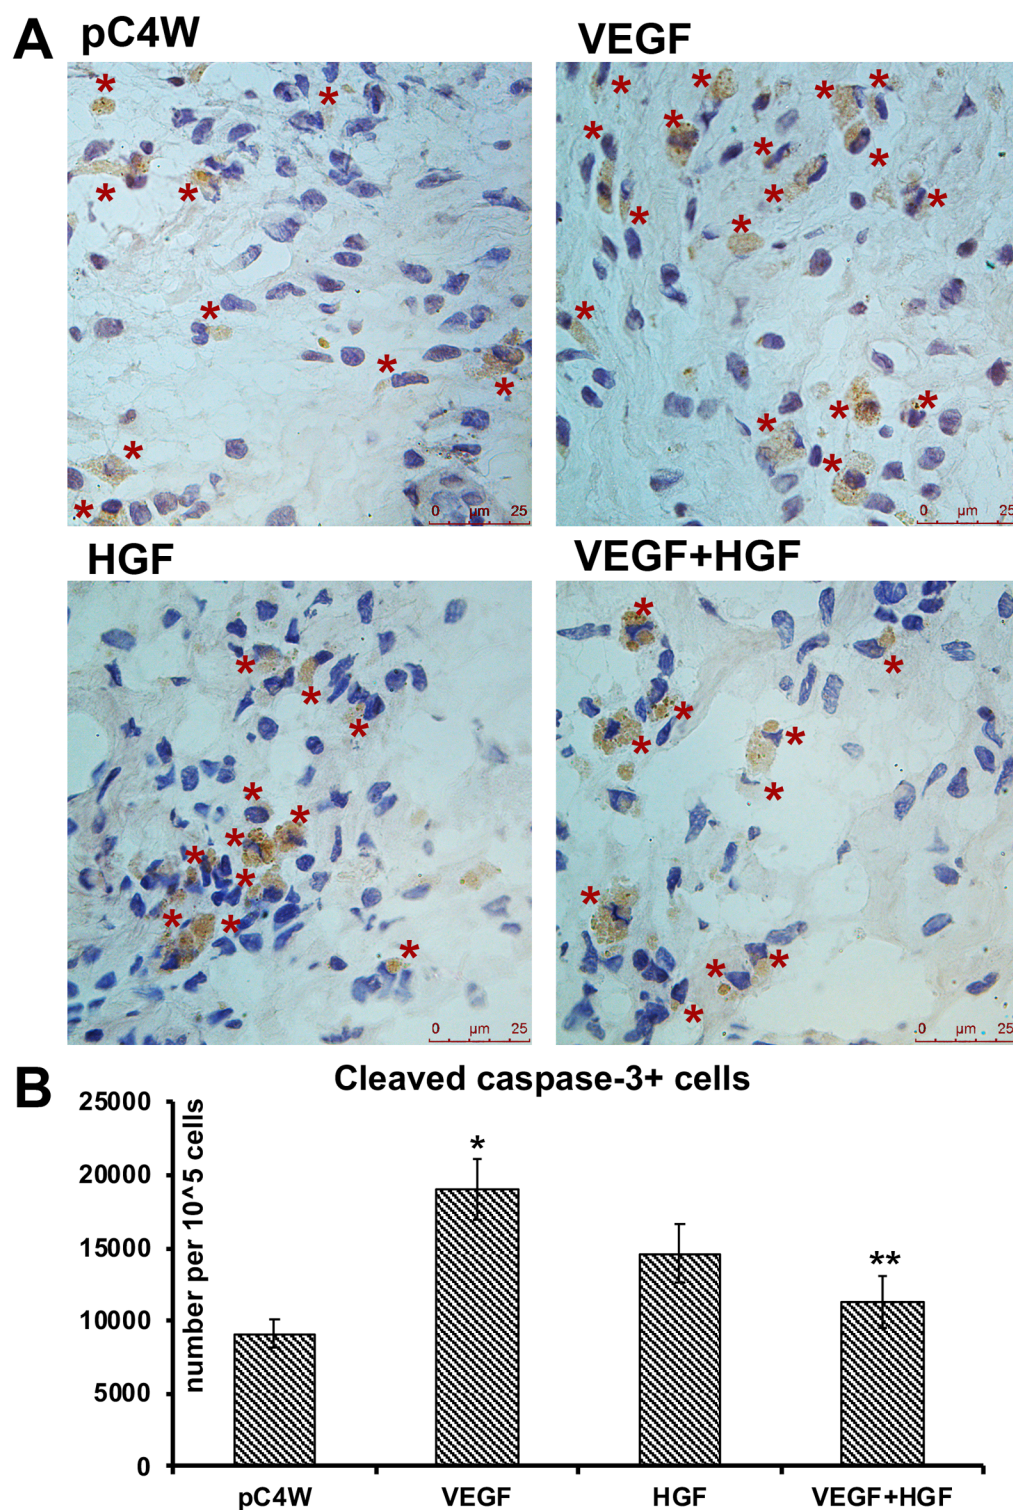 A
pC4W
VEGF
* * * * * * * * * *
* * * * * * * * * * * * * * * * *
0 µm 25
0 µm 25
HGF
VEGF+HGF
* * * * * * * * * * *
* * * * * * * * * *
0 µm 25
0 µm 25
B
Cleaved caspase-3+ cells
number per 10^5 cells
25000
20000
15000
10000
5000
0
*
**
pC4W
VEGF
HGF
VEGF+HGF